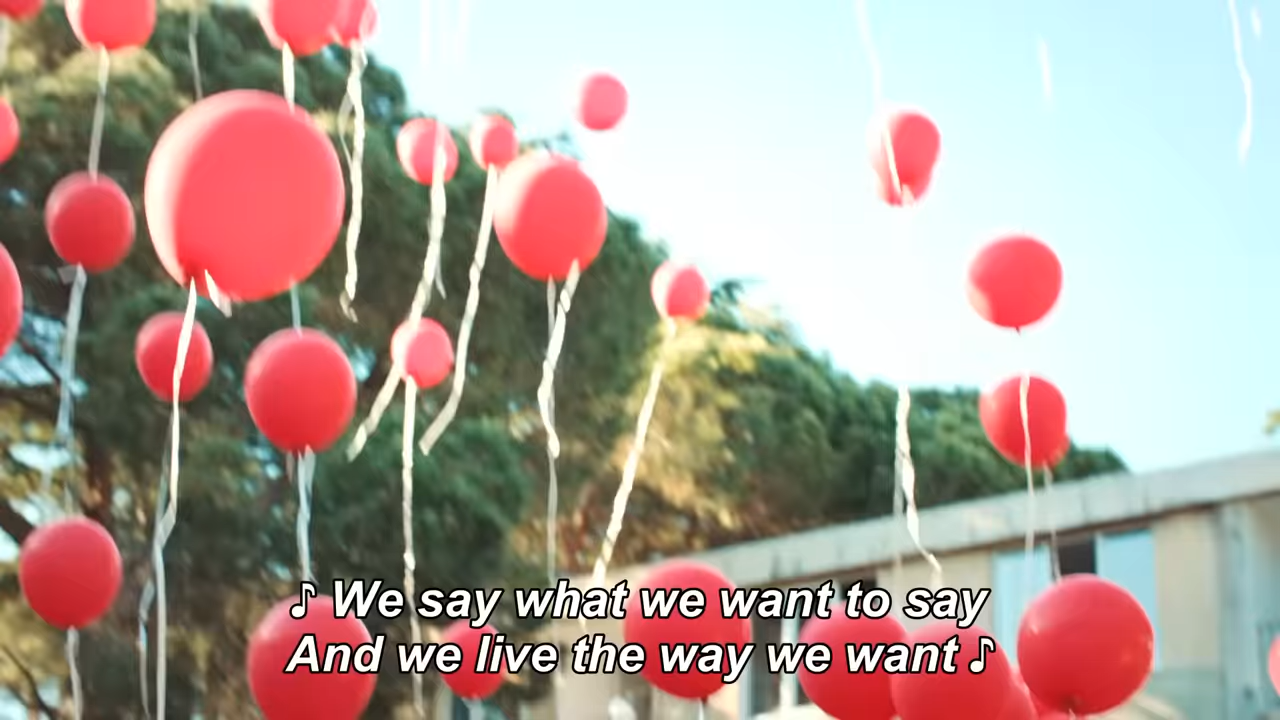 ♪ We say what we want to say
And we live the way we want ♪